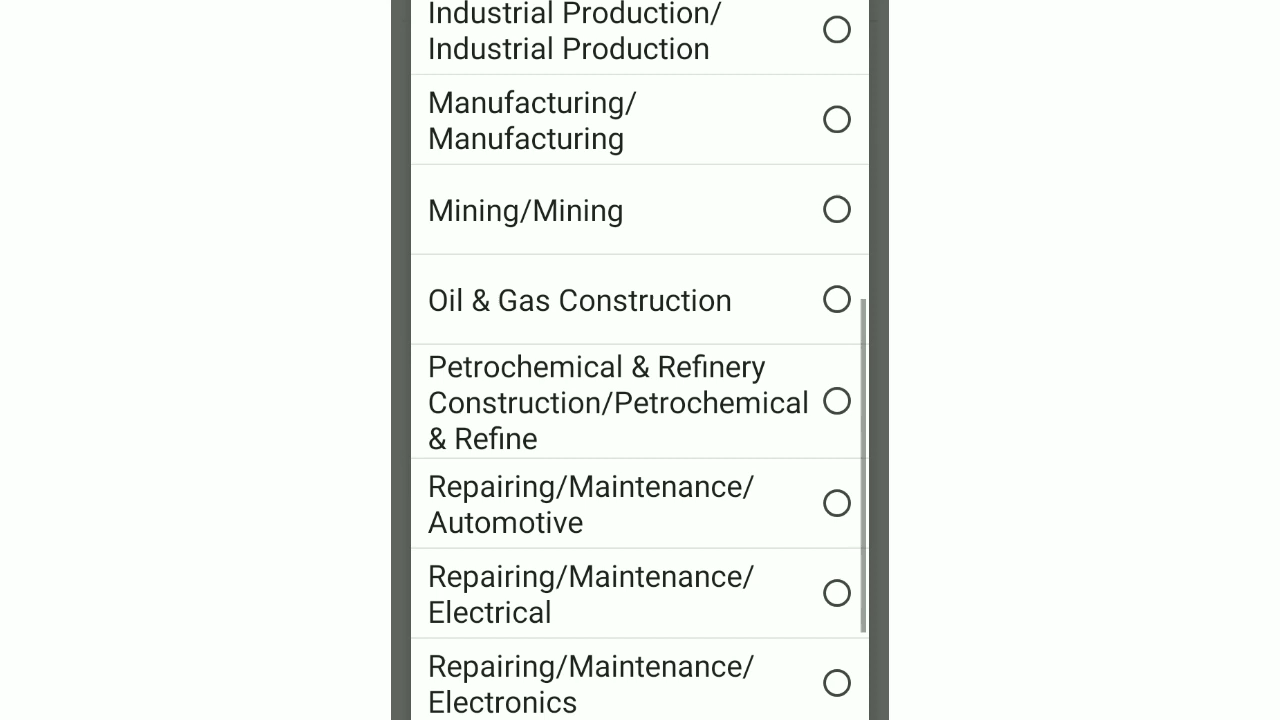 Industrial Production/
Industrial Production
Manufacturing/
Manufacturing
Mining/Mining
Oil & Gas Construction
Petrochemical & Refinery
Construction/Petrochemical
& Refine
Repairing/Maintenance/
Automotive
Repairing/Maintenance/
Electrical
Repairing/Maintenance/
Electronics